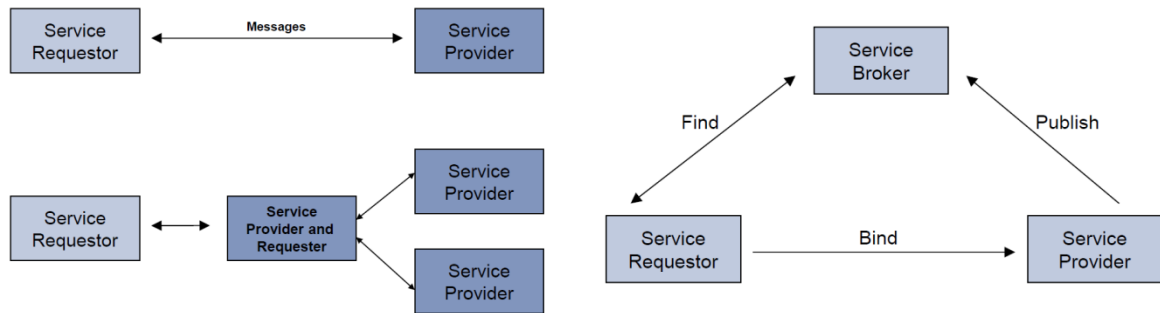 Service
Requestor
Messages
Service
Provider
Service
Requestor
Service
Provider and
Requester
Service
Provider
Service
Provider
Service
Broker
Find
Publish
Service
Requestor
Bind
Service
Provider